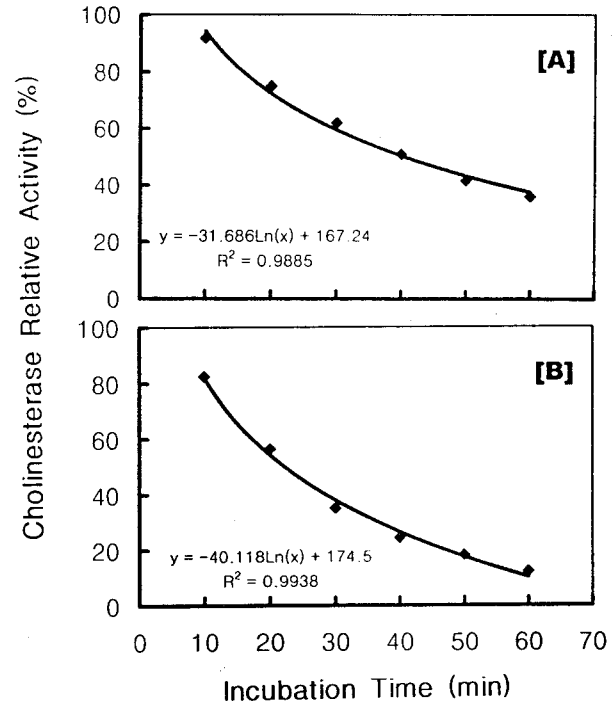 Cholinesterase Relative Activity (%)
100
80
60
40
20
0
[A]
y = -31.686Ln(x) + 167.24
R² = 0.9885
100
80
60
40
20
0
[B]
y = -40.118Ln(x) + 174.5
R² = 0.9938
0 10 20 30 40 50 60 70
Incubation Time (min)